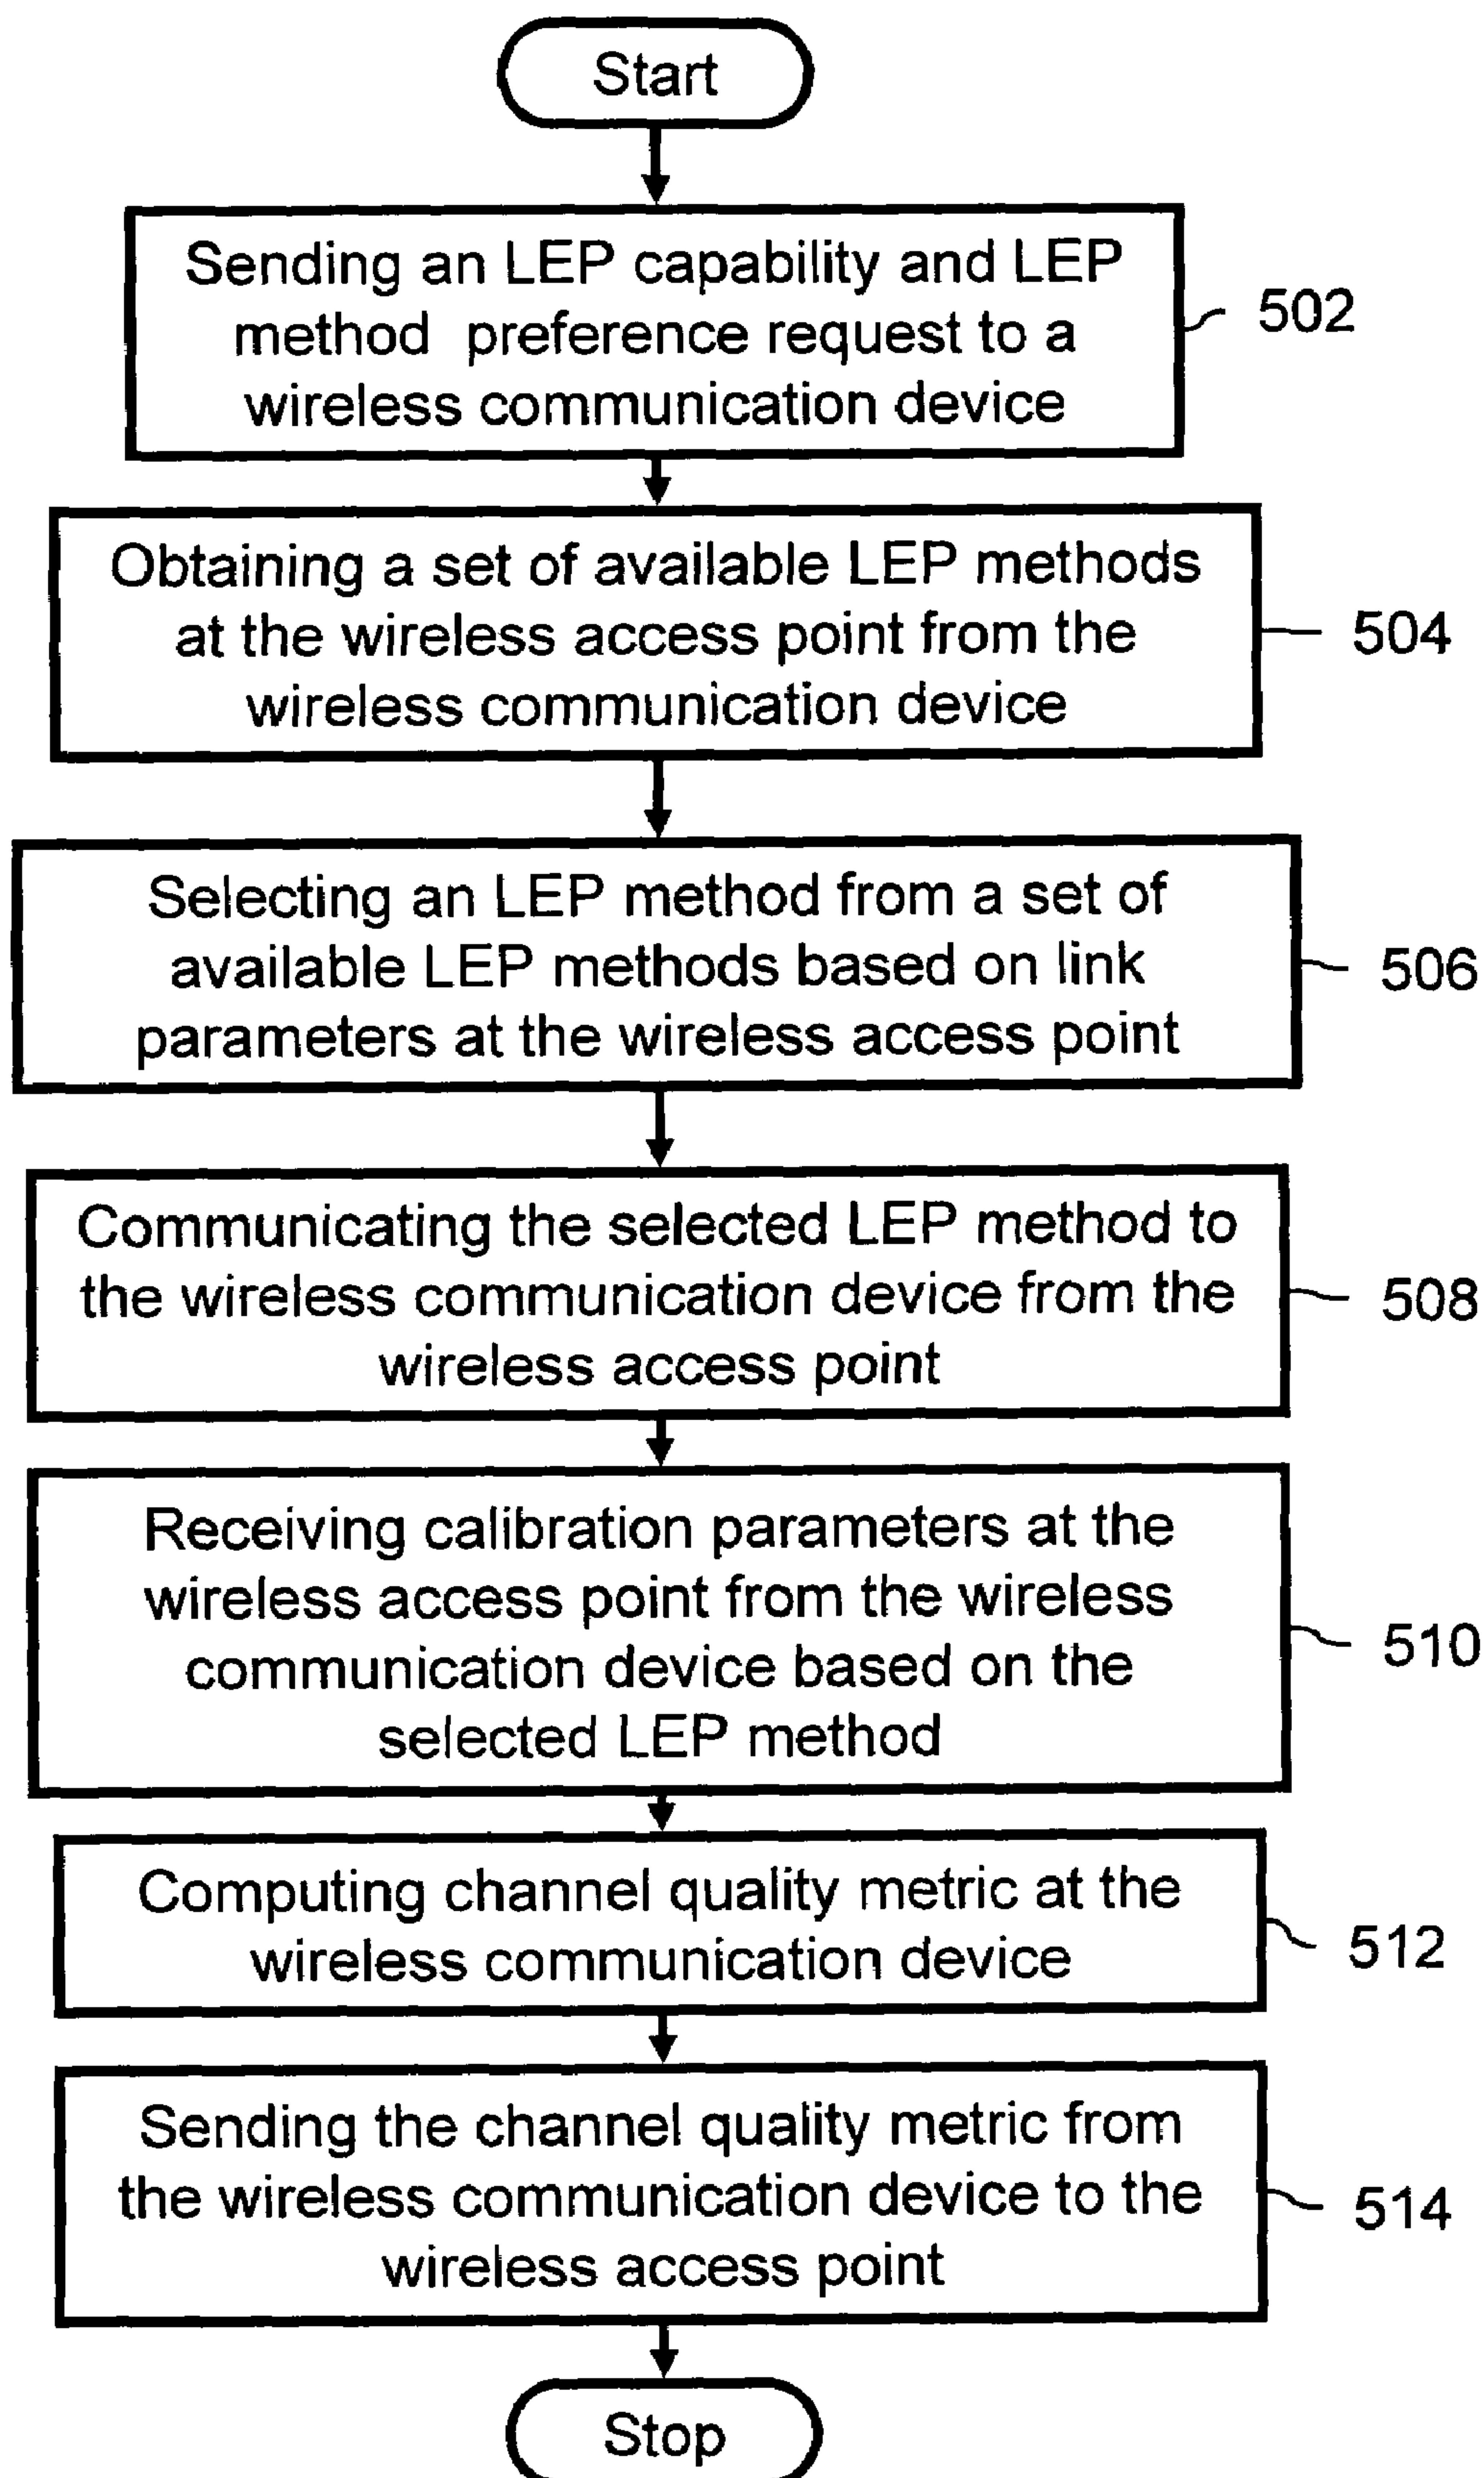 Start
Sending an LEP capability and LEP
method preference request to a
wireless communication device
502
Obtaining a set of available LEP methods
at the wireless access point from the
wireless communication device
504
Selecting an LEP method from a set of
available LEP methods based on link
parameters at the wireless access point
506
Communicating the selected LEP method to
the wireless communication device from the
wireless access point
508
Receiving calibration parameters at the
wireless access point from the wireless
communication device based on the
selected LEP method
510
Computing channel quality metric at the
wireless communication device
512
Sending the channel quality metric from
the wireless communication device to the
wireless access point
514
Stop